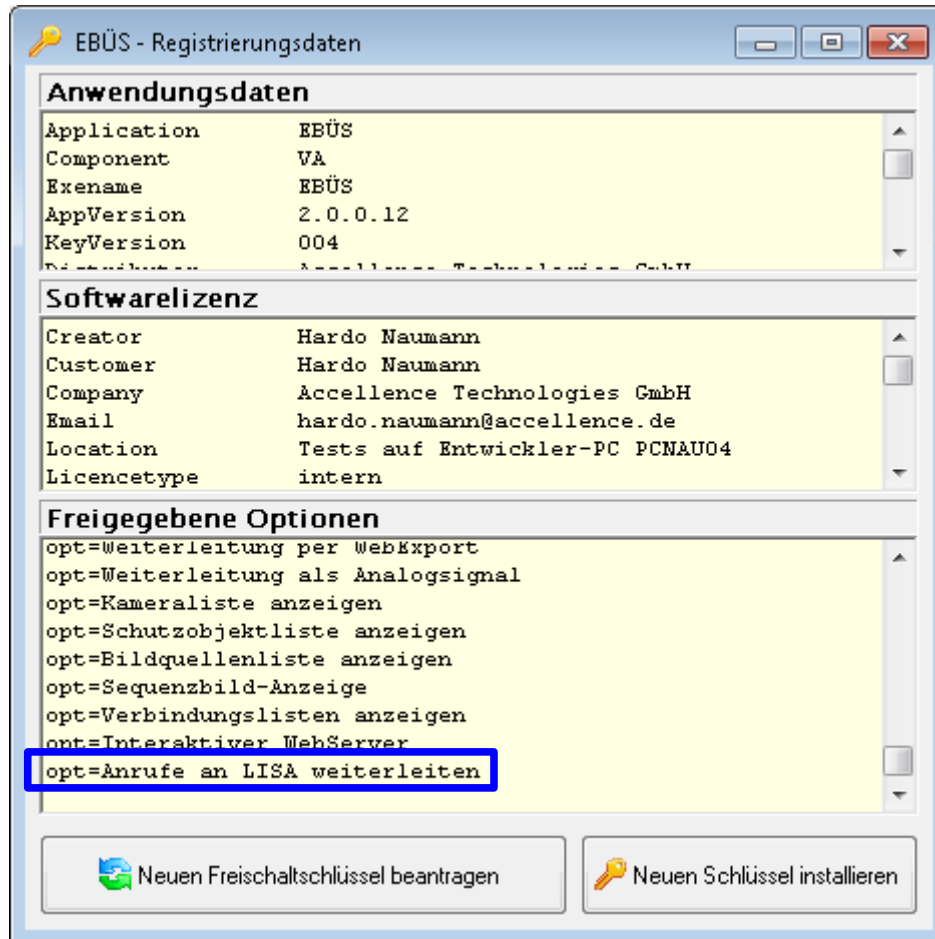 EBÜS - Registrierungsdaten
Anwendungsdaten
Application EBÜS
Component VA
Exename EBÜS
AppVersion 2.0.0.12
KeyVersion 004
Distributor Accellence Technologies GmbH
Softwarelizenz
Creator Hardo Naumann
Customer Hardo Naumann
Company Accellence Technologies GmbH
Email hardo.naumann@accellence.de
Location Tests auf Entwickler-PC PCNAU04
Licencetype intern
Freigegebene Optionen
opt=Weiterleitung per WebExport
opt=Weiterleitung als Analogsignal
opt=Kameraliste anzeigen
opt=Schutzobjektliste anzeigen
opt=Bildquellenliste anzeigen
opt=Sequenzbild-Anzeige
opt=Verbindungslisten anzeigen
opt=Interaktiver WebServer
opt=Anrufe an LISA weiterleiten
Neuen Freischaltschlüssel beantragen Neuen Schlüssel installieren